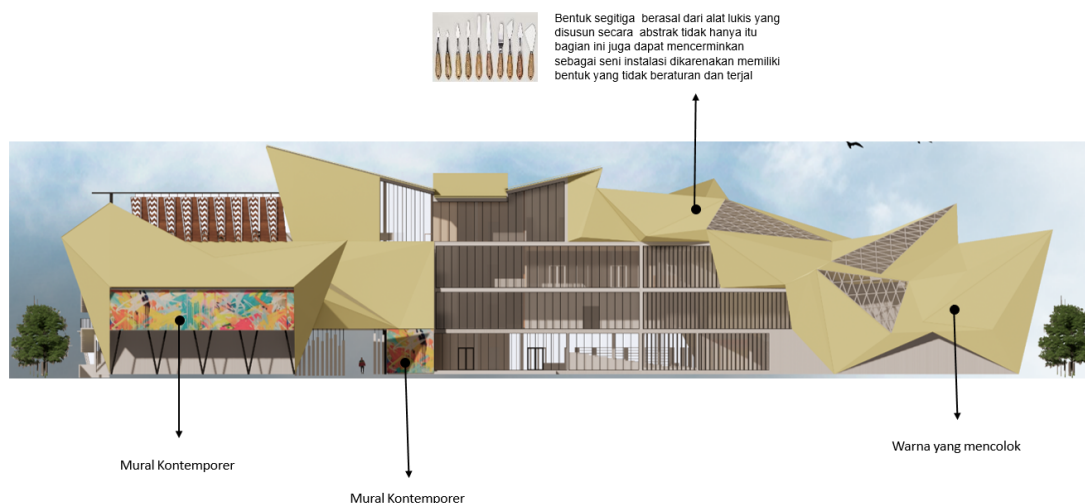 Bentuk segitiga berasal dari alat lukis yang
disusun secara abstrak tidak hanya itu
bagian ini juga dapat mencerminkan
sebagai seni instalasi dikarenakan memiliki
bentuk yang tidak beraturan dan terjal
Warna yang mencolok
Mural Kontemporer
Mural Kontemporer